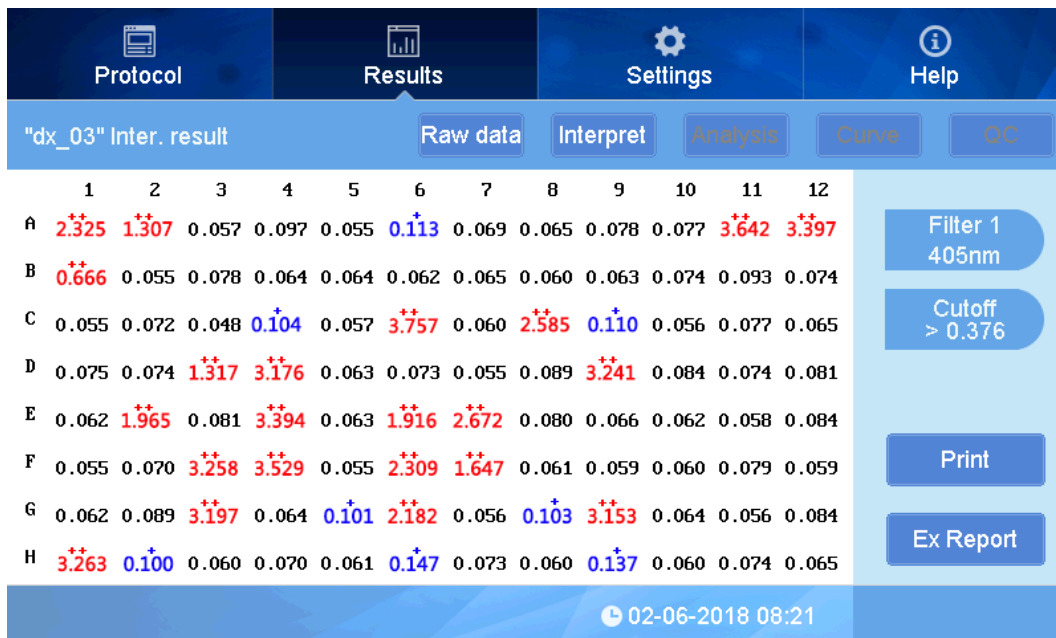 Protocol Results Settings Help
"dx_03" Inter. result Raw data Interpret Analysis Curve QC
1 2 3 4 5 6 7 8 9 10 11 12
++ ++ + ++ ++
A 2.325 1.307 0.057 0.097 0.055 0.113 0.069 0.065 0.078 0.077 3.642 3.397
++
B 0.666 0.055 0.078 0.064 0.064 0.062 0.065 0.060 0.063 0.074 0.093 0.074
+ ++ ++ +
C 0.055 0.072 0.048 0.104 0.057 3.757 0.060 2.585 0.110 0.056 0.077 0.065
++ ++ ++
D 0.075 0.074 1.317 3.176 0.063 0.073 0.055 0.089 3.241 0.084 0.074 0.081
++ ++ ++ ++
E 0.062 1.965 0.081 3.394 0.063 1.916 2.672 0.080 0.066 0.062 0.058 0.084
++ ++ ++ ++
F 0.055 0.070 3.258 3.529 0.055 2.309 1.647 0.061 0.059 0.060 0.079 0.059
++ + ++ + ++
G 0.062 0.089 3.197 0.064 0.101 2.182 0.056 0.103 3.153 0.064 0.056 0.084
++ + + +
H 3.263 0.100 0.060 0.070 0.061 0.147 0.073 0.060 0.137 0.060 0.074 0.065
Filter 1
405nm
Cutoff
> 0.376
Print
Ex Report
02-06-2018 08:21